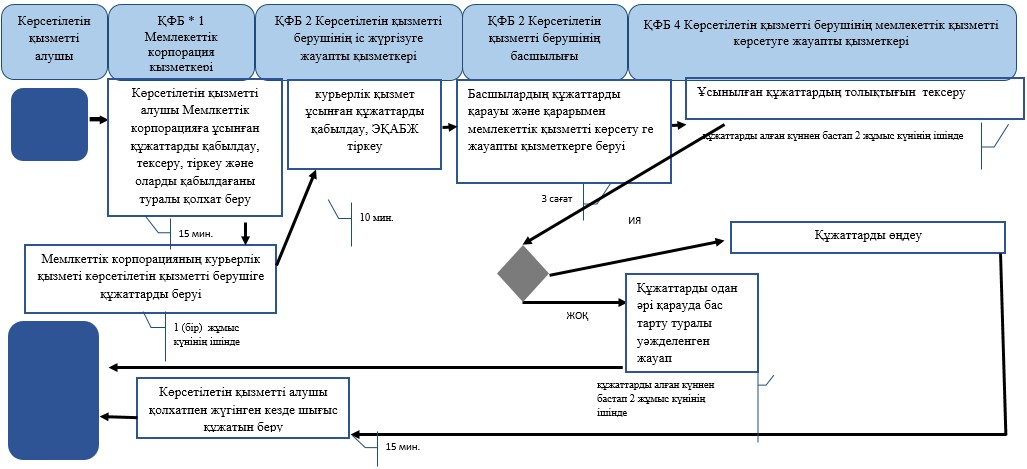 Көрсетілетін
қызметті
алушы
ҚФБ * 1
Мемлекеттік
корпорация
қызметкері
ҚФБ 2 Көрсетілетін қызметті
берушінің іс жүргізуге
жауапты қызметкері
ҚФБ 2 Көрсетілетін
қызметті берушінің
басшылығы
ҚФБ 4 Көрсетілетін қызметті берушінің мемлекеттік қызметті
көрсетуге жауапты қызметкері
Көрсетілетін қызметті
алушы Мемлкеттік
корпорацияға ұсынған
құжаттарды қабылдау,
тексеру, тіркеу және
оларды қабылдағаны
туралы қолхат беру
курьерлік қызмет
ұсынған құжаттарды
қабылдау, ЭҚАБЖ
тіркеу
Басшылардың құжаттарды
қарауы және қарарымен
мемлекеттік қызметті көрсету ге
жауапты қызметкерге беруі
Ұсынылған құжаттардың толықтығын тексеру
құжаттарды алған күннен бастап 2 жұмыс күнінің ішінде
3 сағат
10 мин.
15 мин.
ИЯ
Құжаттарды өңдеу
Мемлкеттік корпорацияның курьерлік
қызметі көрсетілетін қызметті берушіге
құжаттарды беруі
Құжаттарды одан
әрі қарауда бас
тарту туралы
уәжделенген
жауап
ЖОҚ
1 (бір) жұмыс
күнінің ішінде
құжаттарды алған күннен
бастап 2 жұмыс күнінің
ішінде
Көрсетілетін қызметті алушы
қолхатпен жүгінген кезде шығыс
құжатын беру
15 мин.